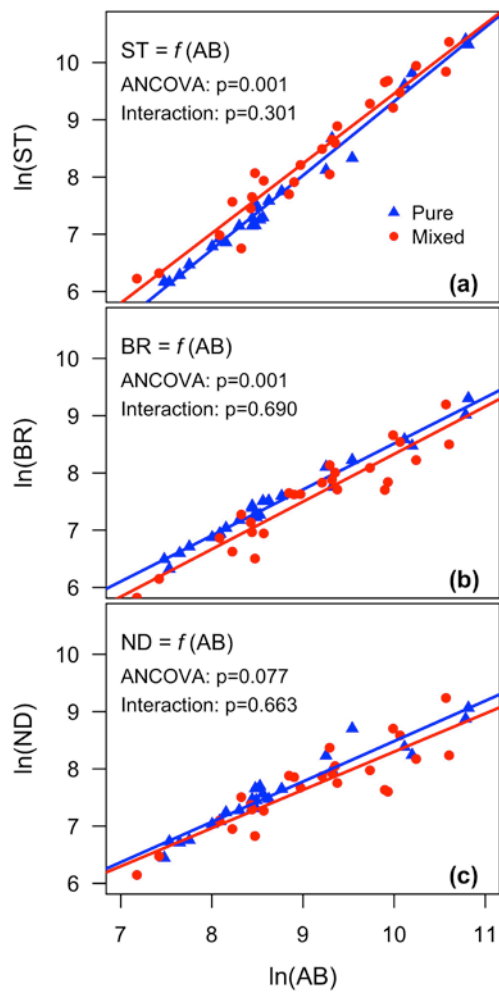 ST = f (AB)
ANCOVA: p=0.001
Interaction: p=0.301
10
9
8
7
6
ln(ST)
Pure
Mixed
(a)
BR = f (AB)
ANCOVA: p=0.001
Interaction: p=0.690
10
9
8
7
6
ln(BR)
(b)
ND = f (AB)
ANCOVA: p=0.077
Interaction: p=0.663
10
9
8
7
6
ln(ND)
(c)
7 8 9 10 11
ln(AB)